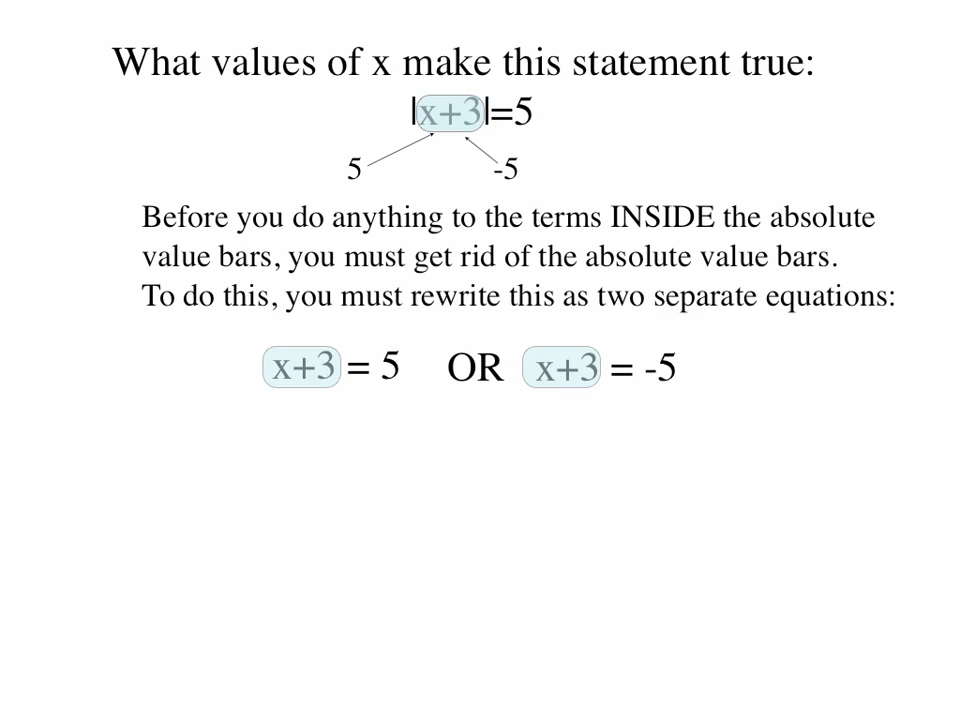 What values of x make this statement true:
|x+3|=5
5 -5
Before you do anything to the terms INSIDE the absolute
value bars, you must get rid of the absolute value bars.
To do this, you must rewrite this as two separate equations:
x+3 = 5 OR x+3 = -5